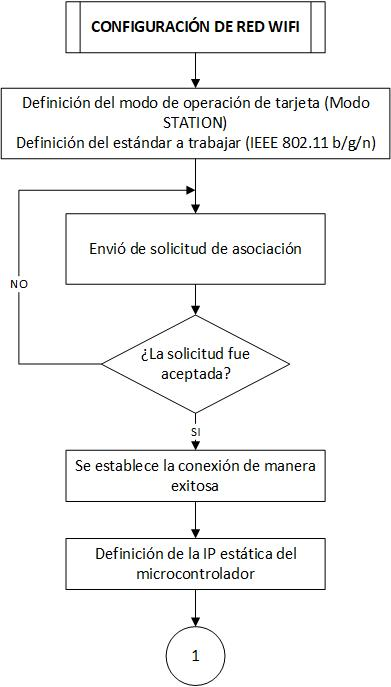 CONFIGURACIÓN DE RED WIFI
Definición del modo de operación de tarjeta (Modo
STATION)
Definición del estándar a trabajar (IEEE 802.11 b/g/n)
Envió de solicitud de asociación
NO
¿La solicitud fue
aceptada?
SI
Se establece la conexión de manera
exitosa
Definición de la IP estática del
microcontrolador
1